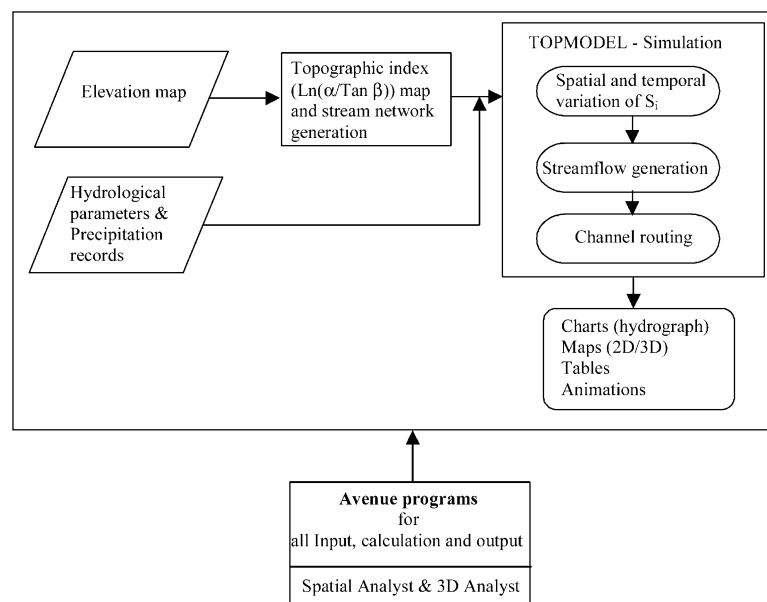 Elevation map
Topographic index
(Ln(α/Tan β)) map
and stream network
generation
Hydrological
parameters &
Precipitation
records
TOPMODEL - Simulation
Spatial and temporal
variation of Si
Streamflow generation
Channel routing
Charts (hydrograph)
Maps (2D/3D)
Tables
Animations
Avenue programs
for
all Input, calculation and output
Spatial Analyst & 3D Analyst